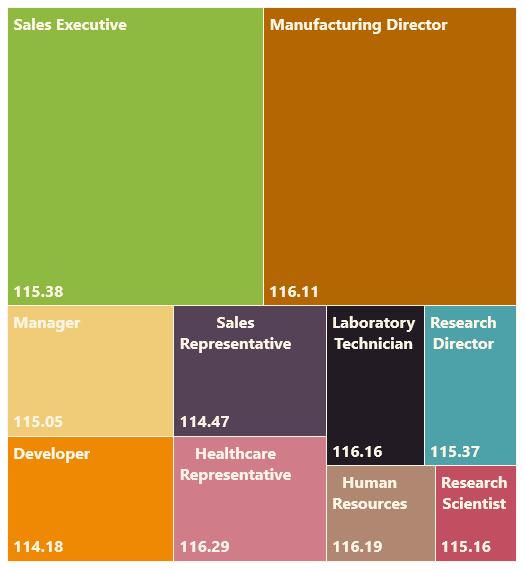 Sales Executive
115.38
Manufacturing Director
116.11
Manager
115.05
Sales
Representative
114.47
Laboratory
Technician
116.16
Research
Director
115.37
Developer
114.18
Healthcare
Representative
116.29
Human
Resources
116.19
Research
Scientist
115.16